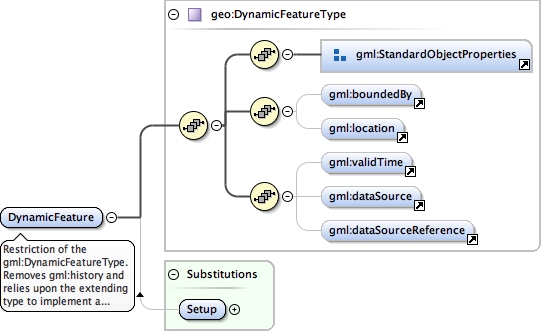 geo:DynamicFeatureType
gml:StandardObjectProperties
gml:boundedBy
gml:location
gml:validTime
gml:dataSource
gml:dataSourceReference
DynamicFeature
Restriction of the
gml:DynamicFeatureType.
Removes gml:history and
relies upon the extending
type to implement a...
Substitutions
Setup